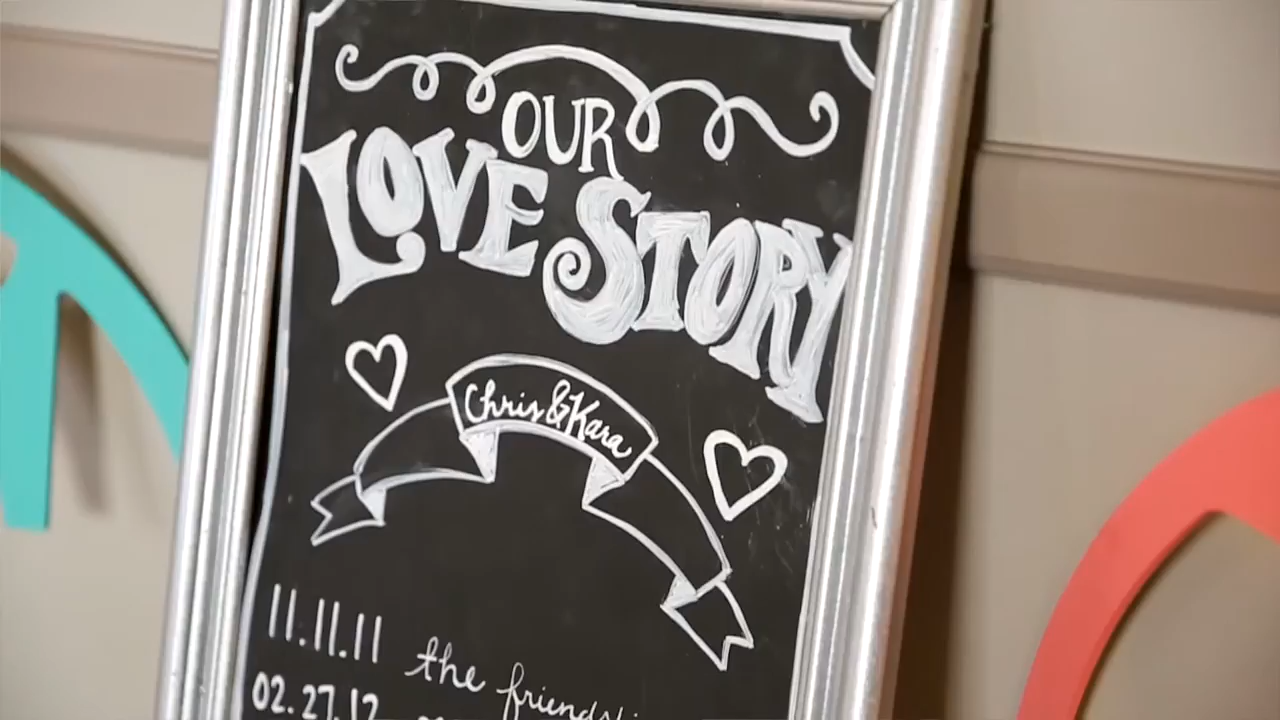 OUR
LOVE STORY
Chris & Kara
11.11.11 the
02.27.12